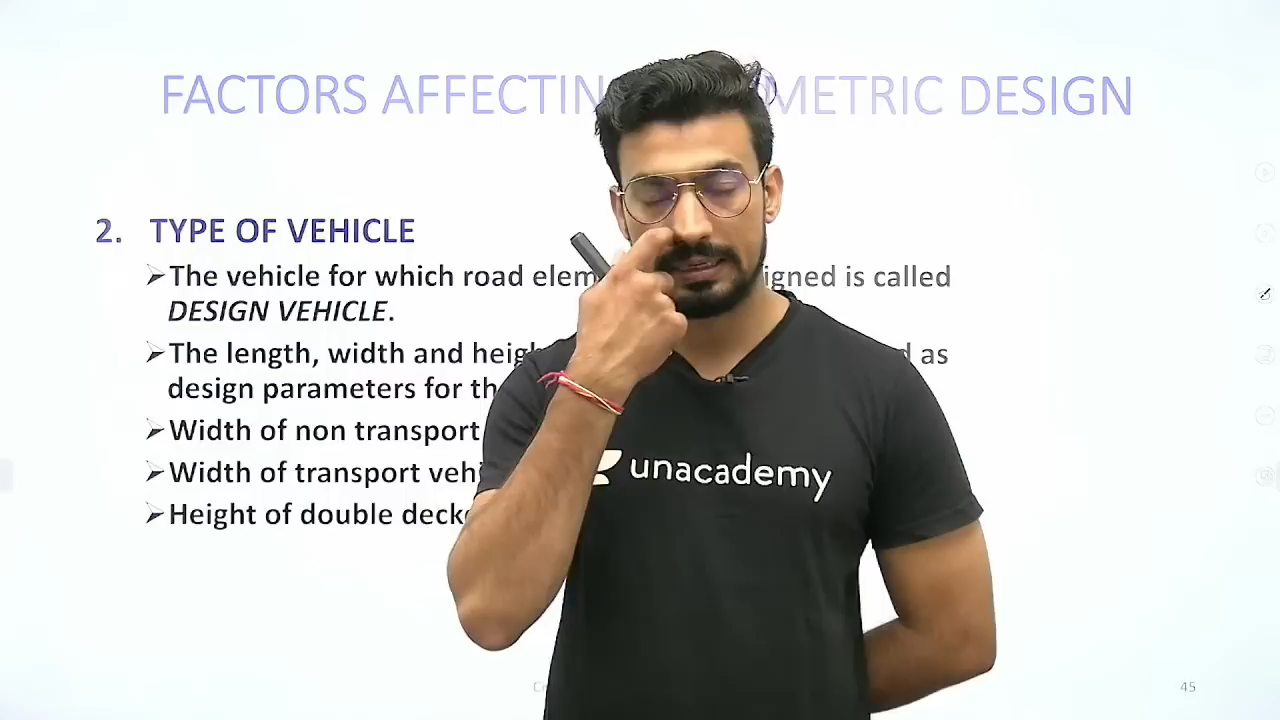 FACTORS AFFECTING METRIC DESIGN
2. TYPE OF VEHICLE
The vehicle for which road elem igned is called
DESIGN VEHICLE.
The length, width and heigh d as
design parameters for th
Width of non transport
Width of transport vehi
Height of double decke
unacademy
45